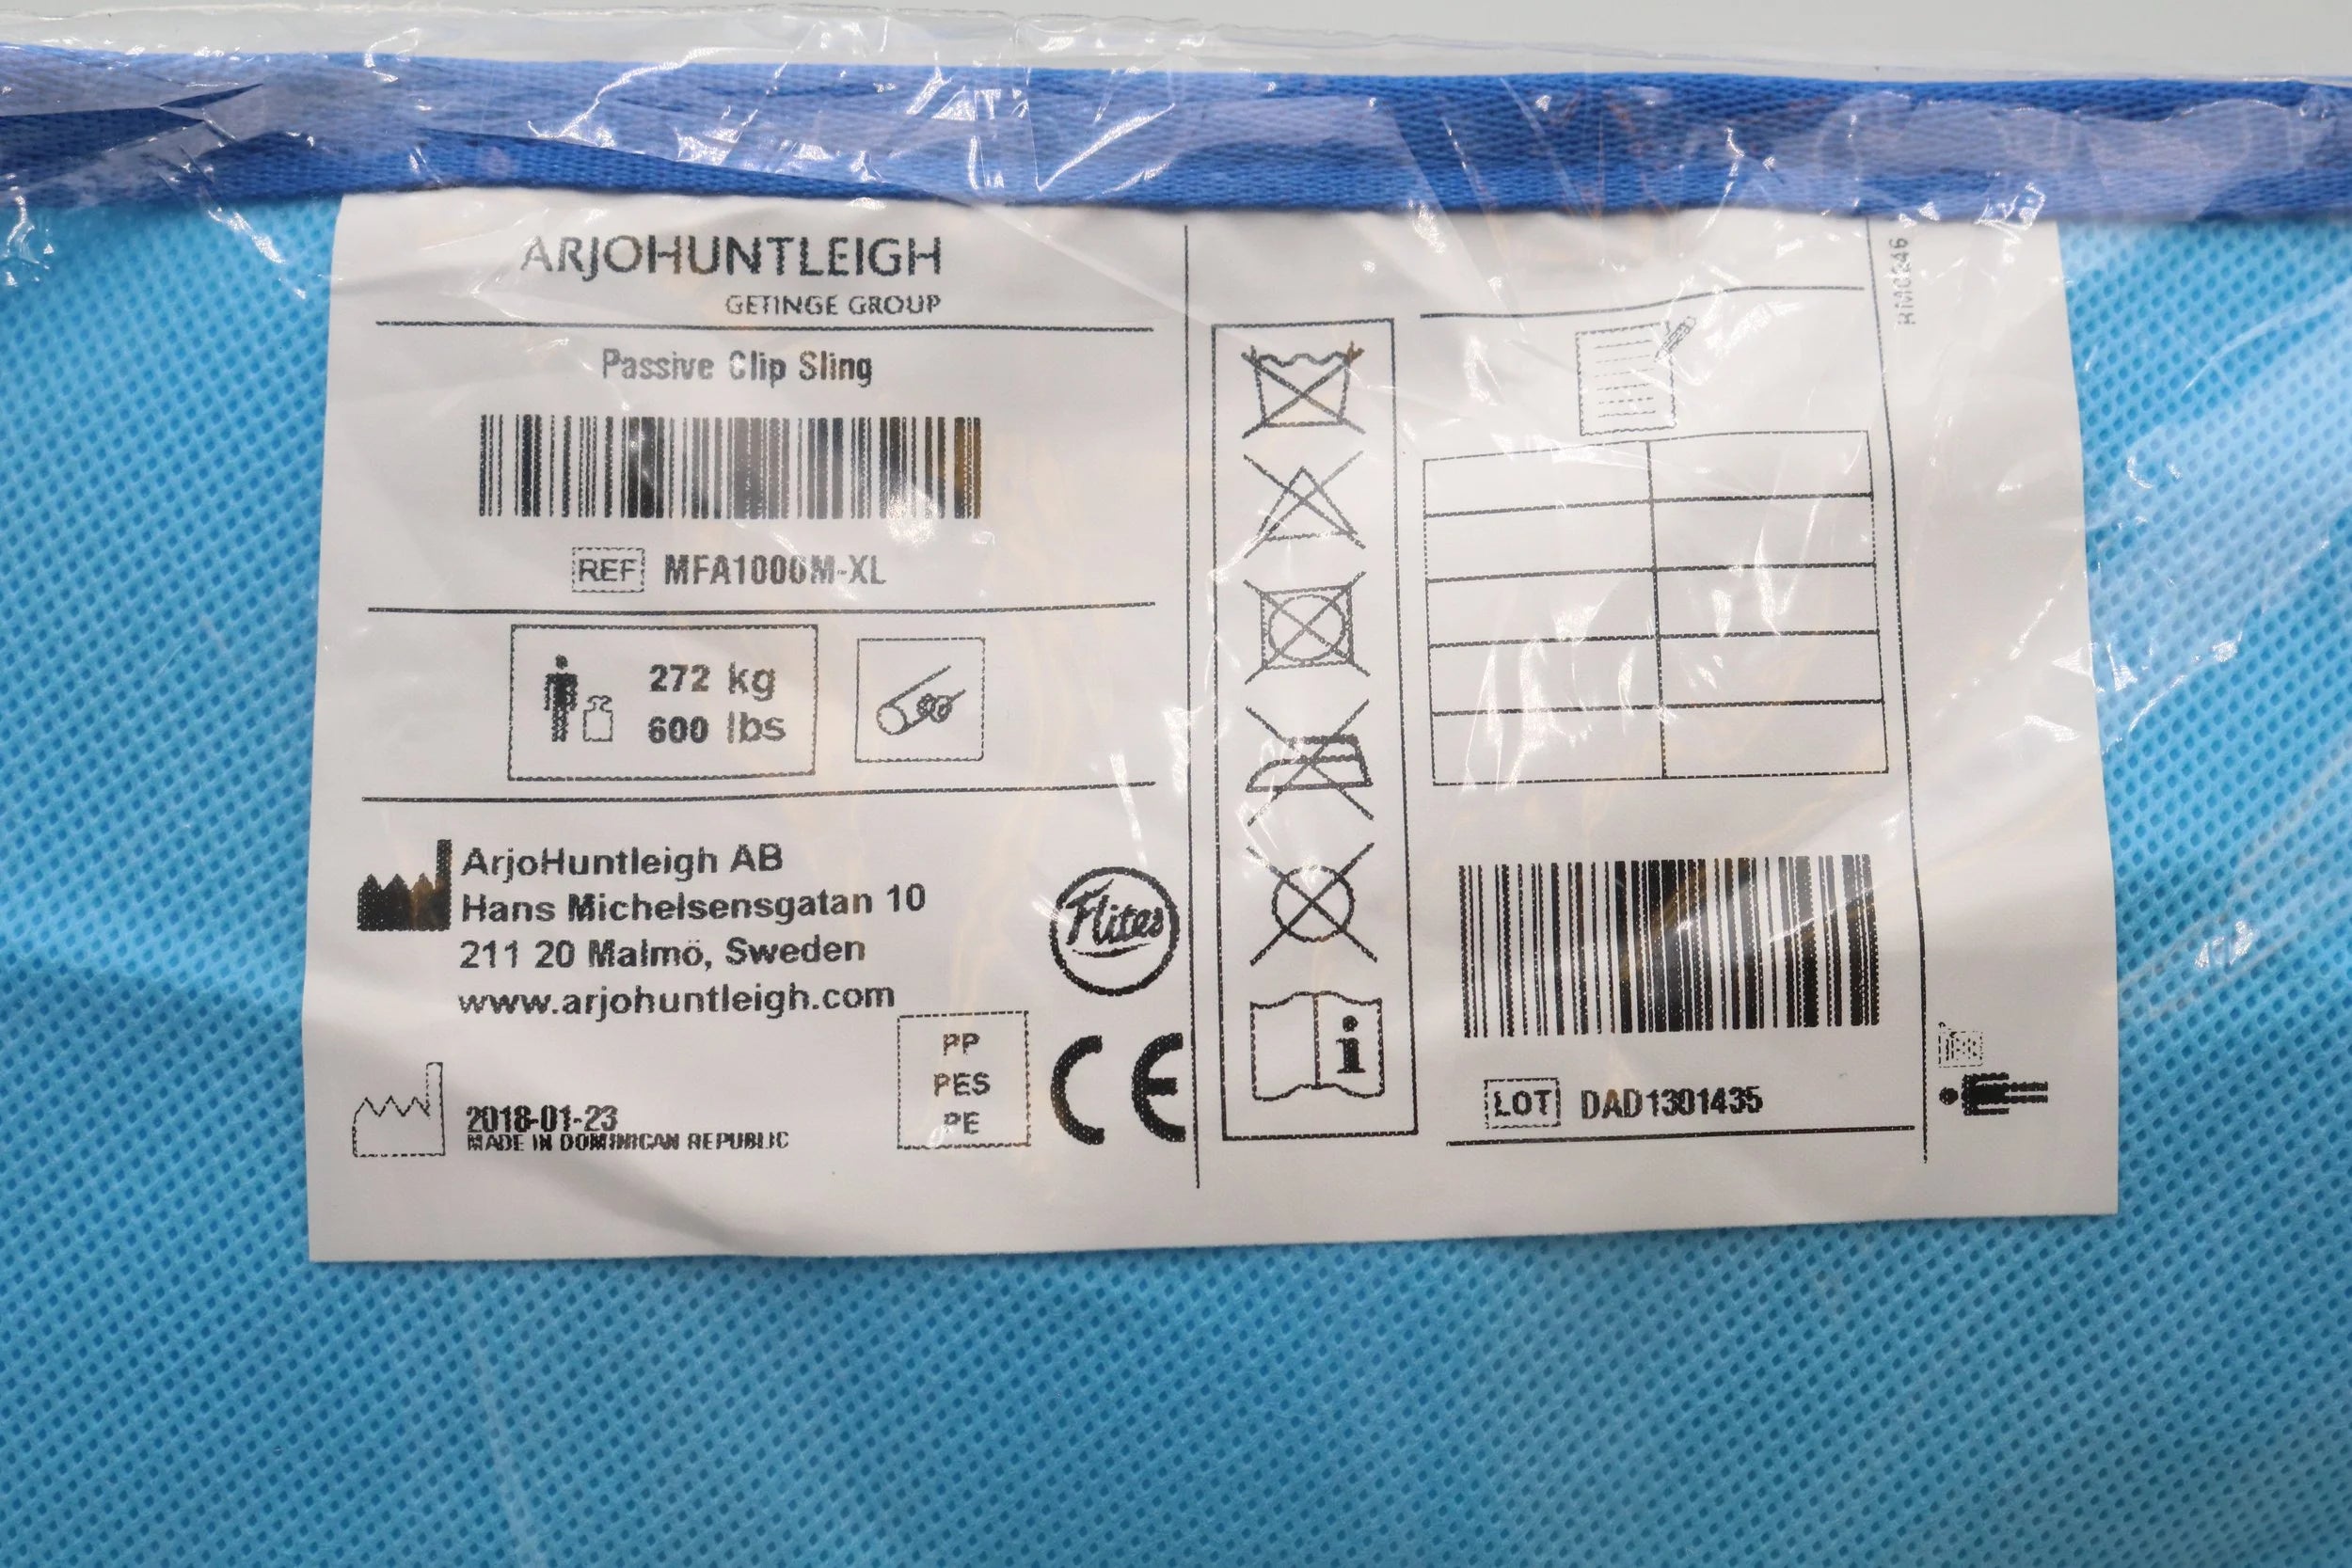 ARJOHUNTLEIGH
GETINGE GROUP
Passive Clip Sling
REF MFA1000M-XL
272 kg
600 lbs
ArjoHuntleigh AB
Hans Michelsensgatan 10
211 20 Malmö, Sweden
www.arjohuntleigh.com
Flites
2018-01-23
MADE IN DOMINICAN REPUBLIC
PP
PES
PE
CE
i
LOT DAD1301435